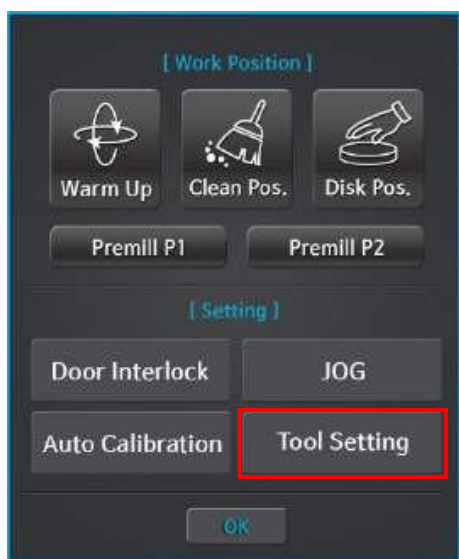 [ Work Position ]
Warm Up Clean Pos. Disk Pos.
Premill P1 Premill P2
[ Setting ]
Door Interlock JOG
Auto Calibration Tool Setting
OK